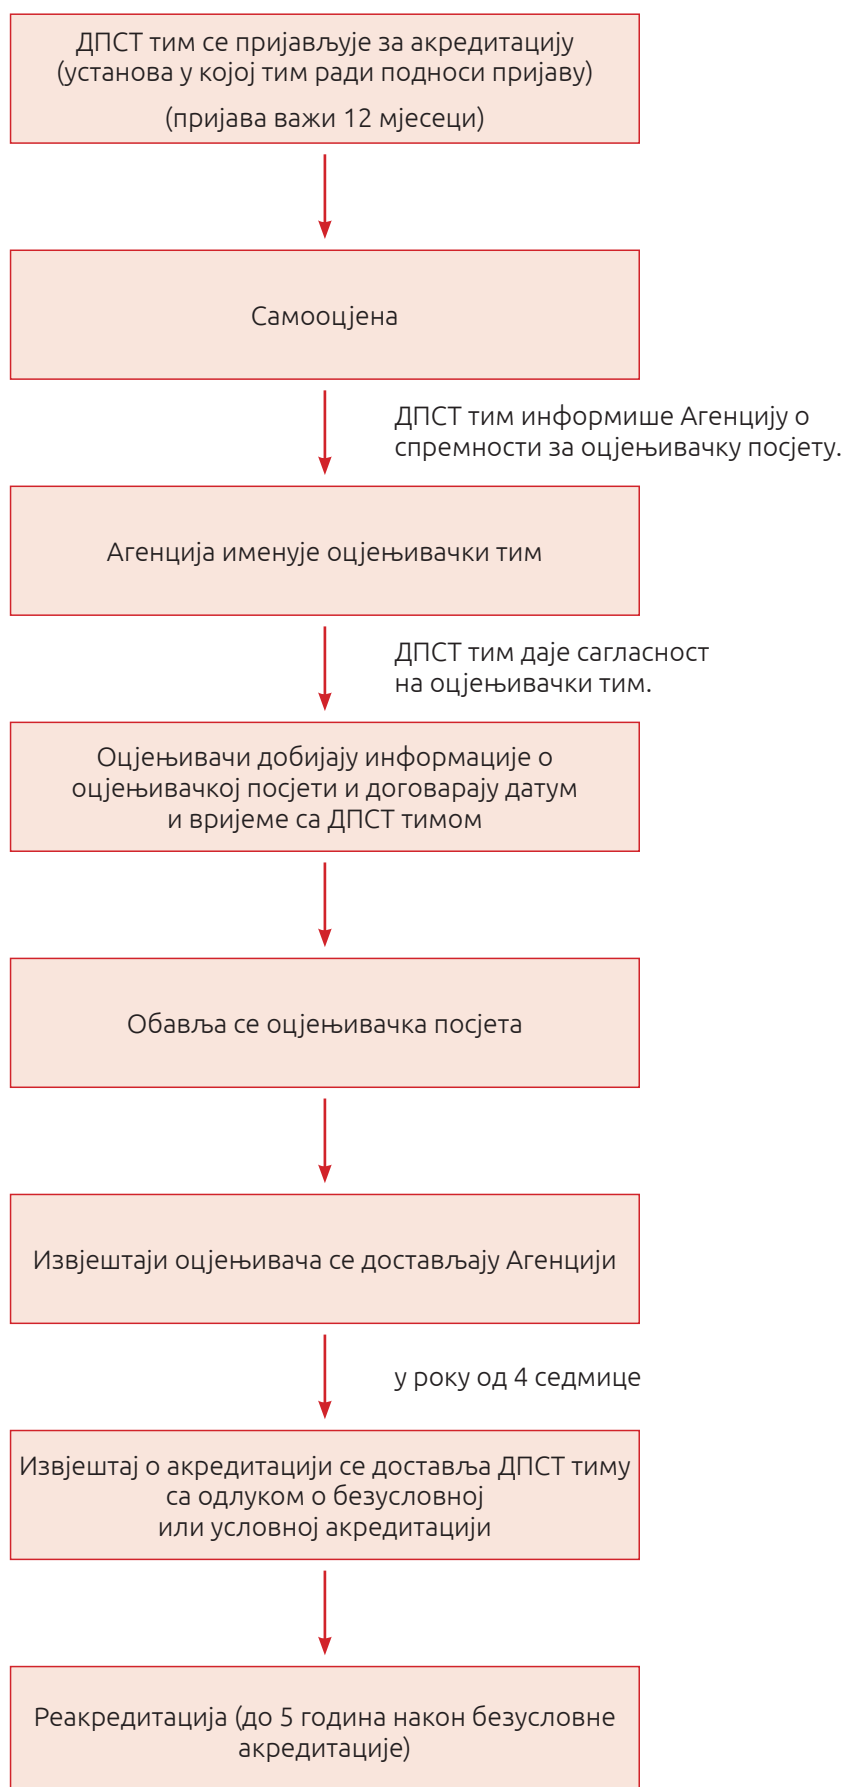 ДПСТ тим се пријављује за акредитацију
(установа у којој тим ради подноси пријаву)
(пријава важи 12 мјесеци)
Самооцјена
ДПСТ тим информише Агенцију о
спремности за оцјењивачку посјету.
Агенција именује оцјењивачки тим
ДПСТ тим даје сагласност
на оцјењивачки тим.
Оцјењивачи добијају информације о
оцјењивачкој посјети и договарају датум
и вријеме са ДПСТ тимом
Обавља се оцјењивачка посјета
Извјештаји оцјењивача се достављају Агенцији
у року од 4 седмице
Извјештај о акредитацији се доставља ДПСТ тиму
са одлуком о безусловној
или условној акредитацији
Реакредитација (до 5 година након безусловне
акредитације)